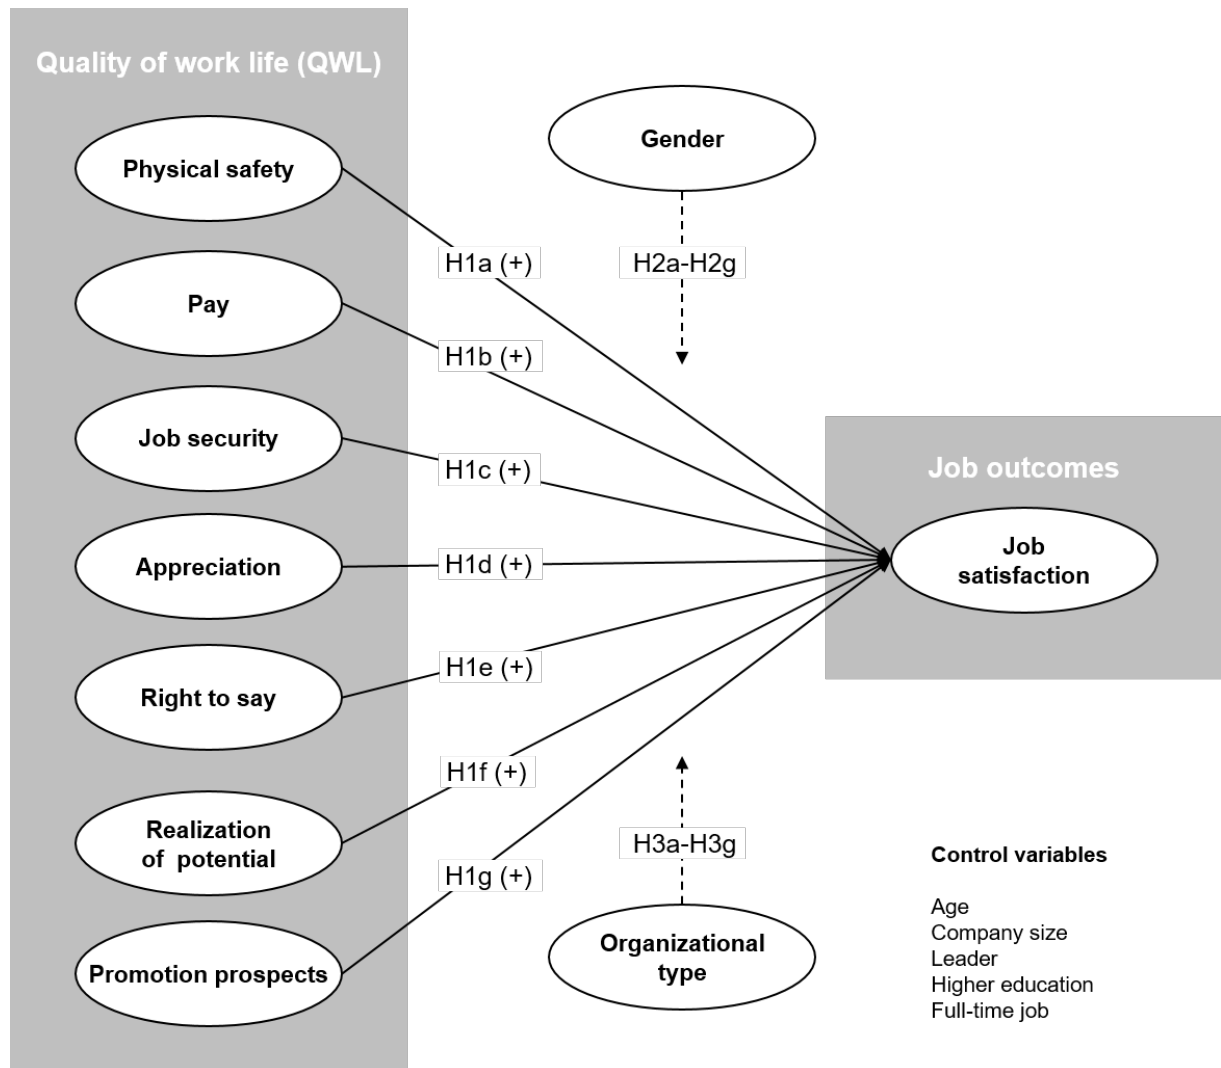 Quality of work life (QWL)
Physical safety
Pay
Job security
Appreciation
Right to say
Realization
of potential
Promotion prospects
H1a (+)
H1b (+)
H1c (+)
H1d (+)
H1e (+)
H1f (+)
H1g (+)
Gender
H2a-H2g
H3a-H3g
Organizational
type
Job outcomes
Job
satisfaction
Control variables
Age
Company size
Leader
Higher education
Full-time job